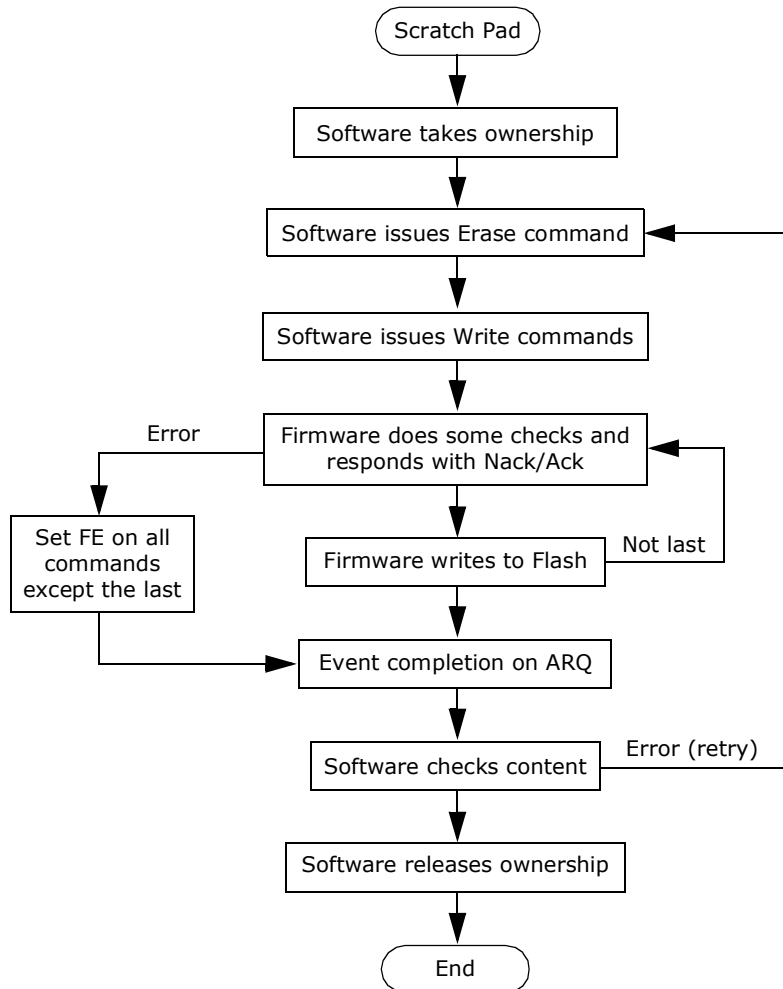 Scratch Pad
Software takes ownership
Software issues Erase command
Software issues Write commands
Error
Firmware does some checks and
responds with Nack/Ack
Set FE on all
commands
except the last
Firmware writes to Flash
Not last
Event completion on ARQ
Software checks content
Error (retry)
Software releases ownership
End